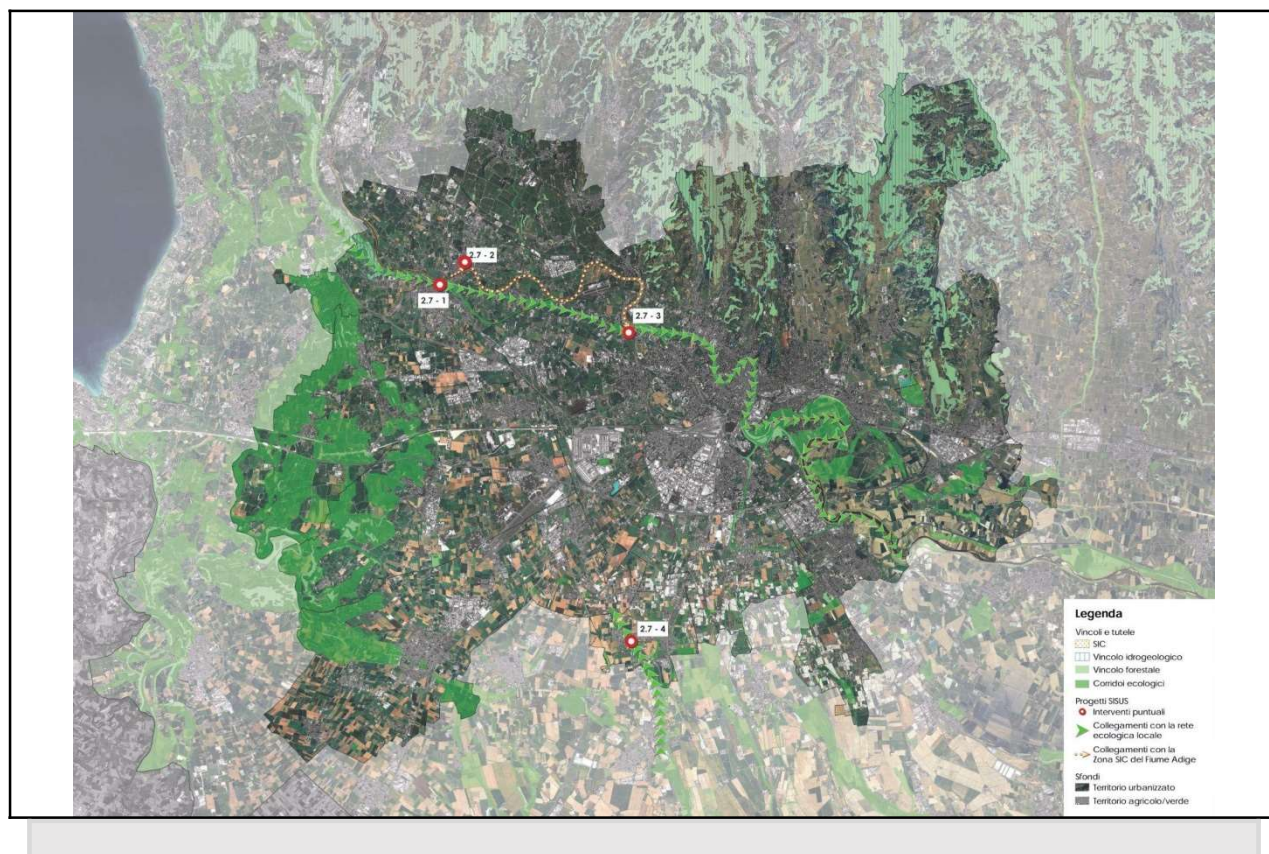 2.7 - 2
2.7 - 1
2.7 - 3
2.7 - 4
Legenda
Vincoli e tutele
SIC
Vincolo idrogeologico
Vincolo forestale
Corridoi ecologici
Progetti SISUS
Interventi puntuali
Collegamenti con la rete
ecologica locale
Collegamenti con la
Zona SIC del Fiume Adige
Sfondi
Territorio urbanizzato
Territorio agricolo/verde